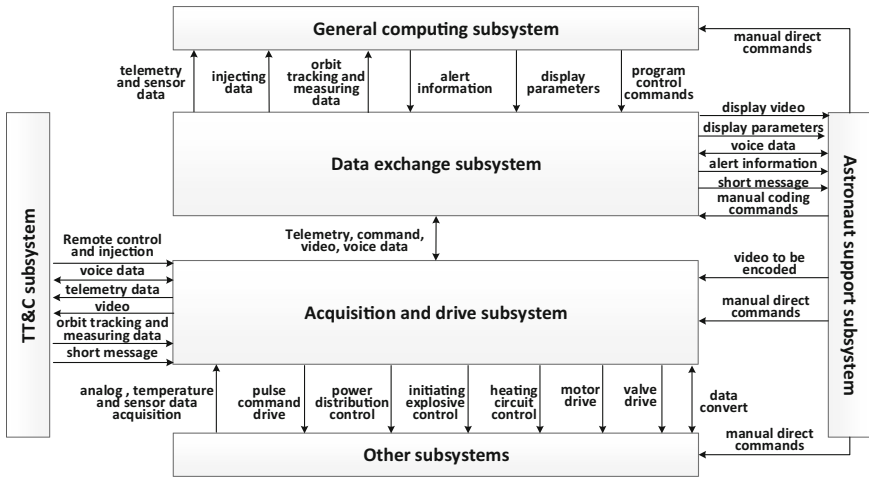 General computing subsystem
manual direct
commands
telemetry
and sensor
data
injecting
data
orbit
tracking and
measuring
data
alert
information
display
parameters
program
control
commands
display video
display parameters
voice data
alert information
short message
manual coding
commands
Data exchange subsystem
Astronaut support subsystem
TT&C subsystem
Telemetry, command,
video, voice data
Remote control
and injection
voice data
telemetry data
video
orbit tracking and
measuring data
short message
Acquisition and drive subsystem
video to be
encoded
manual direct
commands
analog , temperature
and sensor data
acquisition
pulse
command
drive
power
distribution
control
initiating
explosive
control
heating
circuit
control
motor
drive
valve
drive
data
convert
Other subsystems
manual direct
commands